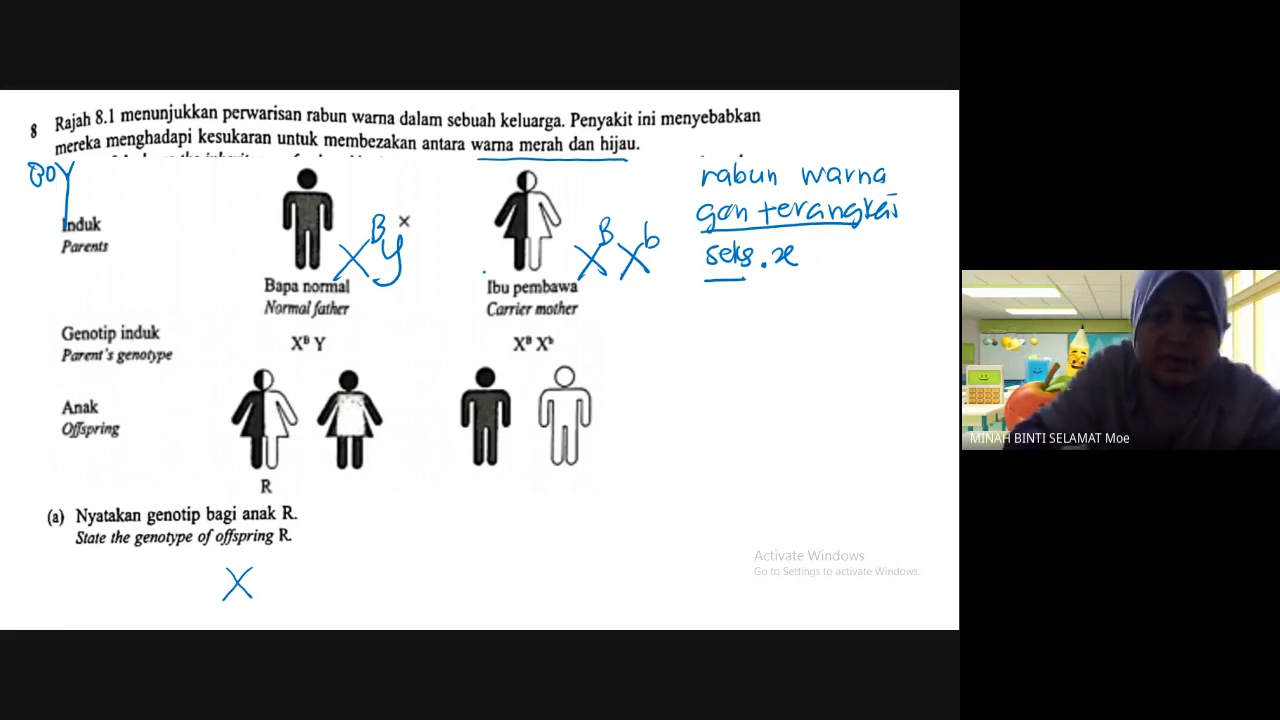 8 Rajah 8.1 menunjukkan perwarisan rabun warna dalam sebuah keluarga. Penyakit ini menyebabkan
mereka menghadapi kesukaran untuk membezakan antara warna merah dan hijau.
BOY
rabun warna
gen terangkai
seks. x
Induk
Parents
X^B Y
X^B X^b
Bapa normal
Normal father
Ibu pembawa
Carrier mother
Genotip induk
Parent's genotype
X^B Y
X^B X^b
Anak
Offspring
R
(a) Nyatakan genotip bagi anak R.
State the genotype of offspring R.
X
Activate Windows
Go to Settings to activate Windows.
MINAH BINTI SELAMAT Moe